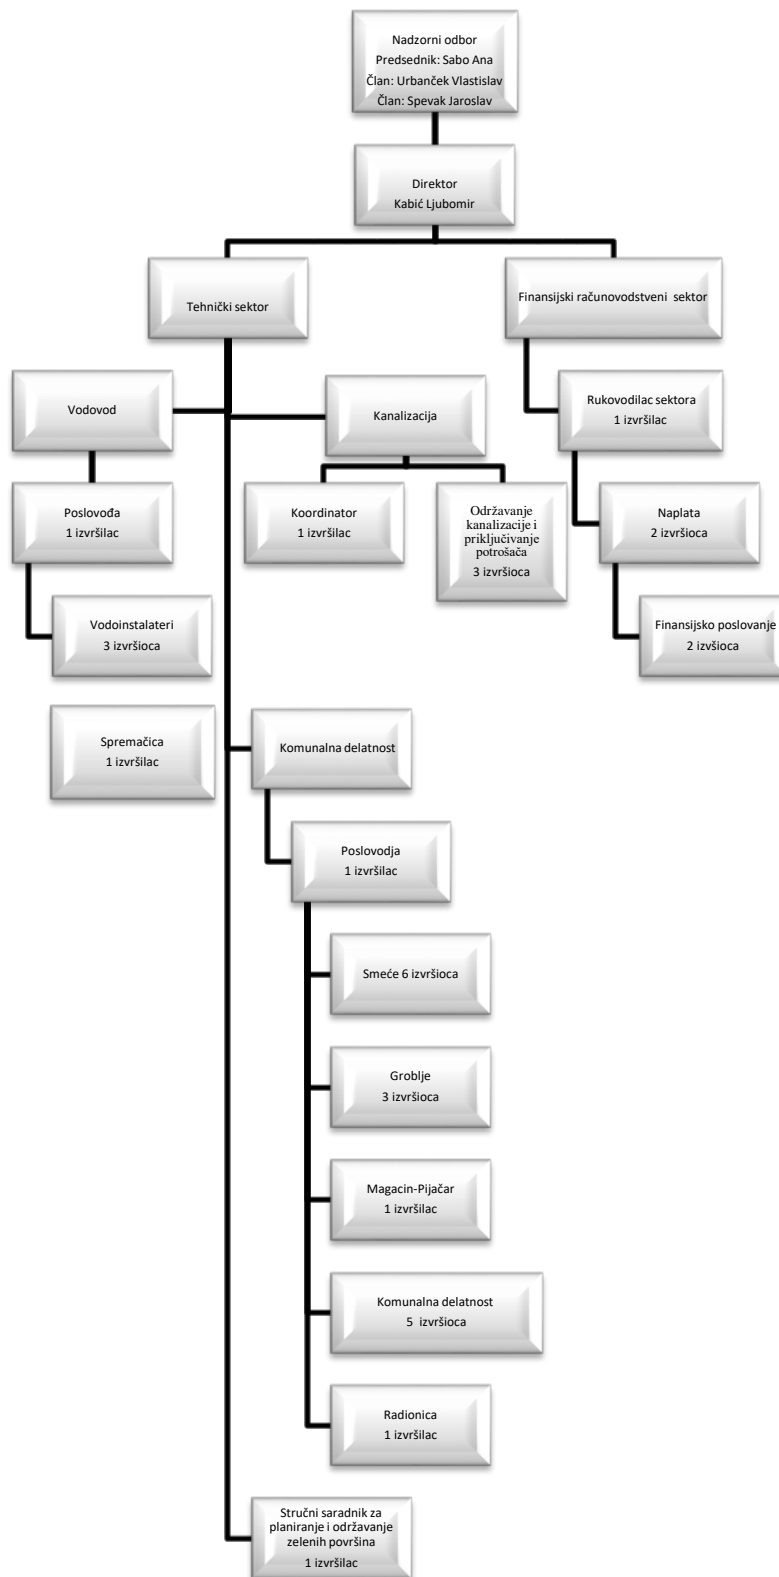 Nadzorni odbor
Predsednik: Sabo Ana
Član: Urbanček Vlastislav
Član: Spevak Jaroslav
Direktor
Kabić Ljubomir
Tehnički sektor
Finansijski računovodstveni sektor
Vodovod
Kanalizacija
Rukovodilac sektora
1 izvršilac
Poslovođa
1 izvršilac
Koordinator
1 izvršilac
Održavanje
kanalizacije i
priključivanje
potrošača
3 izvršioca
Naplata
2 izvršioca
Vodoinstalateri
3 izvršioca
Finansijsko poslovanje
2 izvšioca
Spremačica
1 izvršilac
Komunalna delatnost
Poslovodja
1 izvršilac
Smeće 6 izvršioca
Groblje
3 izvršioca
Magacin-Pijačar
1 izvršilac
Komunalna delatnost
5 izvršioca
Radionica
1 izvršilac
Stručni saradnik za
planiranje i održavanje
zelenih površina
1 izvršilac